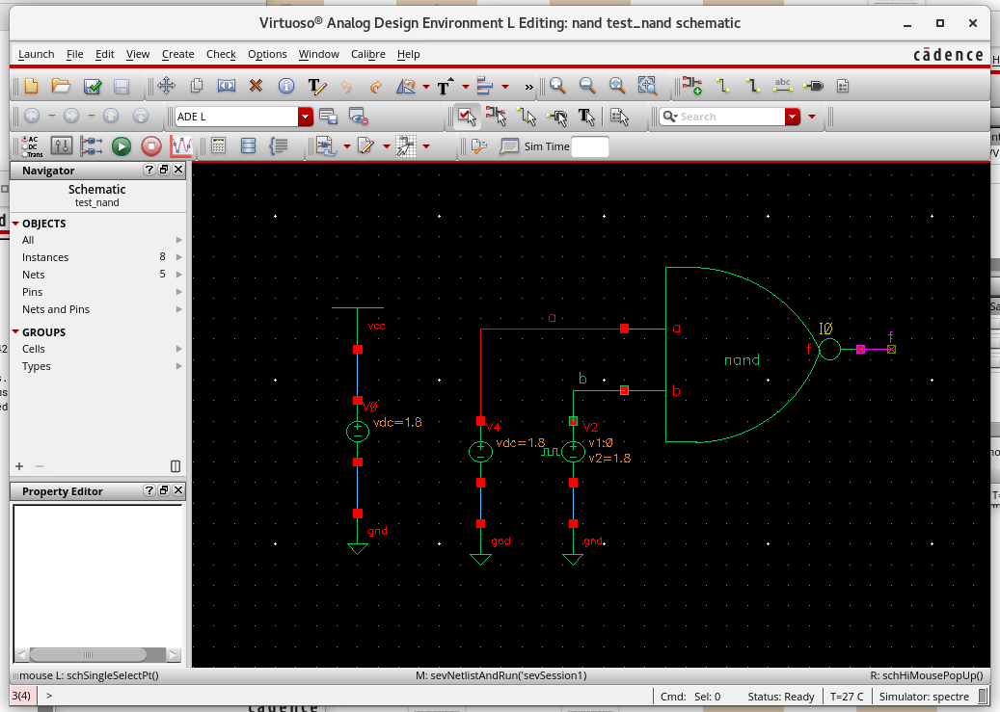 Virtuoso® Analog Design Environment L Editing: nand test_nand schematic
Launch File Edit View Create Check Options Window Calibre Help
cādence
abc
ADE L
Search
AC
DC
Trans
Sim Time
Navigator
Schematic
test_nand
OBJECTS
All
Instances 8
Nets 5
Pins
Nets and Pins
GROUPS
Cells
Types
Property Editor
vcc
V0
vdc=1.8
gnd
a
V4
vdc=1.8
gnd
b
V2
v1:0
v2=1.8
gnd
a
b
nand
f
I0
f
mouse L: schSingleSelectPt()
M: sevNetlistAndRun('sevSession1)
R: schHiMousePopUp()
3(4) >
Cmd: Sel: 0 Status: Ready T=27 C Simulator: spectre
cādence